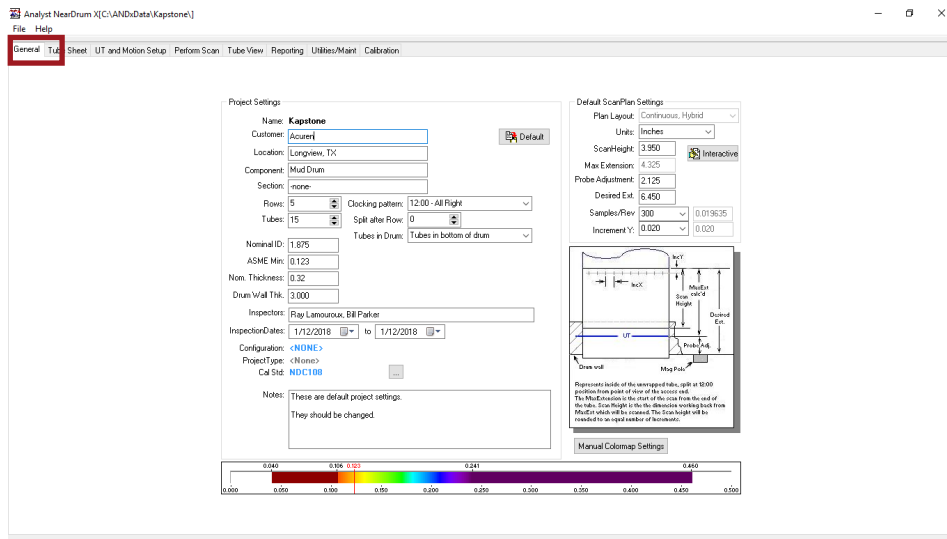 Analyst NearDrum X[C:\ANDxData\Kapstone\]
File Help
General Tube Sheet UT and Motion Setup Perform Scan Tube View Reporting Utilities/Maint Calibration
Project Settings
Name: Kapstone
Customer: Acuren
Default
Location: Longview, TX
Component: Mud Drum
Section: -none-
Rows: 5 Clocking pattern: 12:00 - All Right
Tubes: 15 Split after Row: 0
Tubes in Drum: Tubes in bottom of drum
Nominal ID: 1.875
ASME Min: 0.123
Nom. Thickness: 0.32
Drum Wall Thk. 3.000
Inspectors: Ray Lamouroux, Bill Parker
InspectionDates: 1/12/2018 to 1/12/2018
Configuration: <NONE>
ProjectType: <None>
Cal Std: NDC108 ...
Notes: These are default project settings.
They should be changed.
Default ScanPlan Settings
Plan Layout: Continuous, Hybrid
Units: Inches
ScanHeight: 3.950
Interactive
Max Extension: 4.325
Probe Adjustment: 2.125
Desired Ext. 6.450
Samples/Rev 300 0.019635
Increment Y: 0.020 0.020
IncY
IncX
Scan Height
MaxExt calc'd
Desired Ext.
UT
Probe Adj.
Drum wall
Mag Pole
Represents inside of the unwrapped tube, split at 12:00
position from point of view of the access end.
The MaxExtension is the start of the scan from the end of
the tube. Scan Height is the the dimension working back from
MaxExt which will be scanned. The Scan height will be
rounded to an equal number of increments.
Manual Colormap Settings
0.040 0.106 0.123 0.241 0.460
0.000 0.050 0.100 0.150 0.200 0.250 0.300 0.350 0.400 0.450 0.500